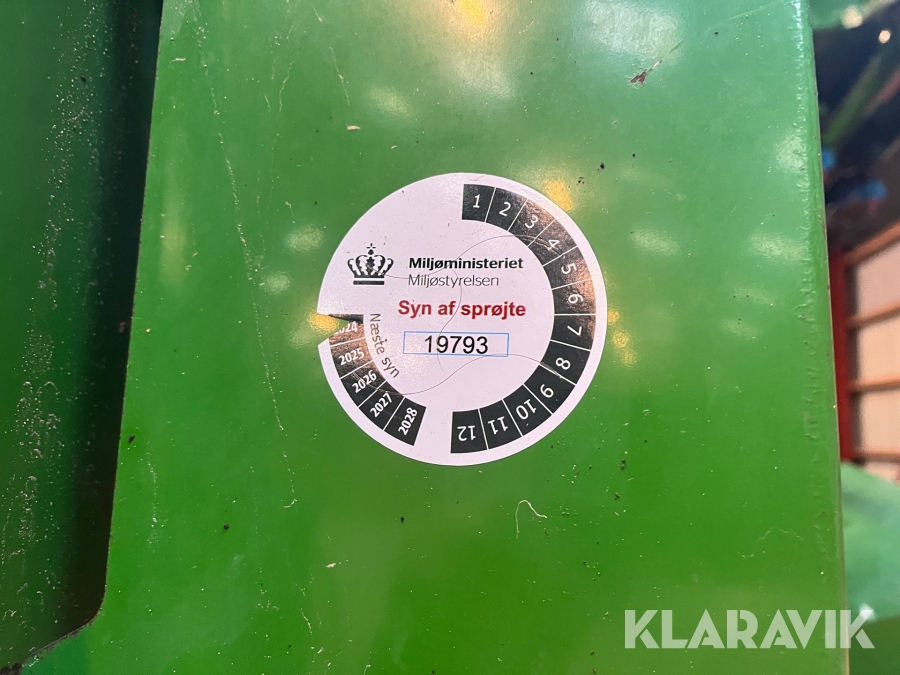 Miljøministeriet
Miljøstyrelsen
Syn af sprøjte
19793
Næste syn
1 2 3 4 5 6 7 8 9 10 11 12
2025 2026 2027 2028
KLARAVIK